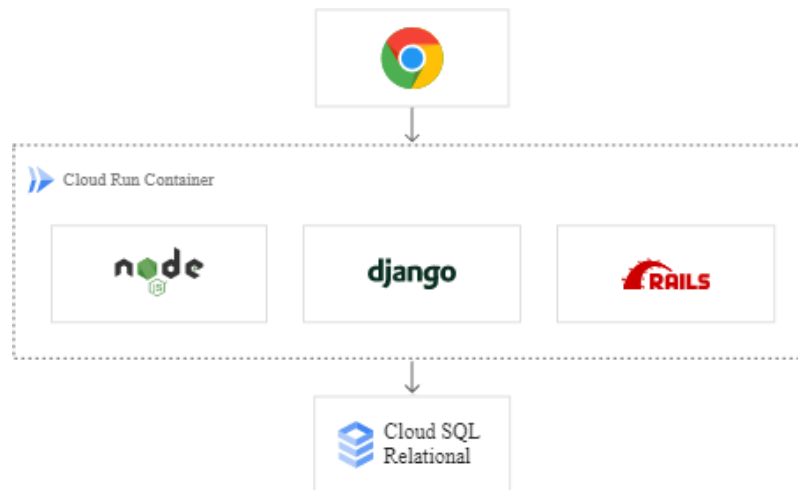 Cloud Run Container
node
JS
django
RAILS
Cloud SQL
Relational